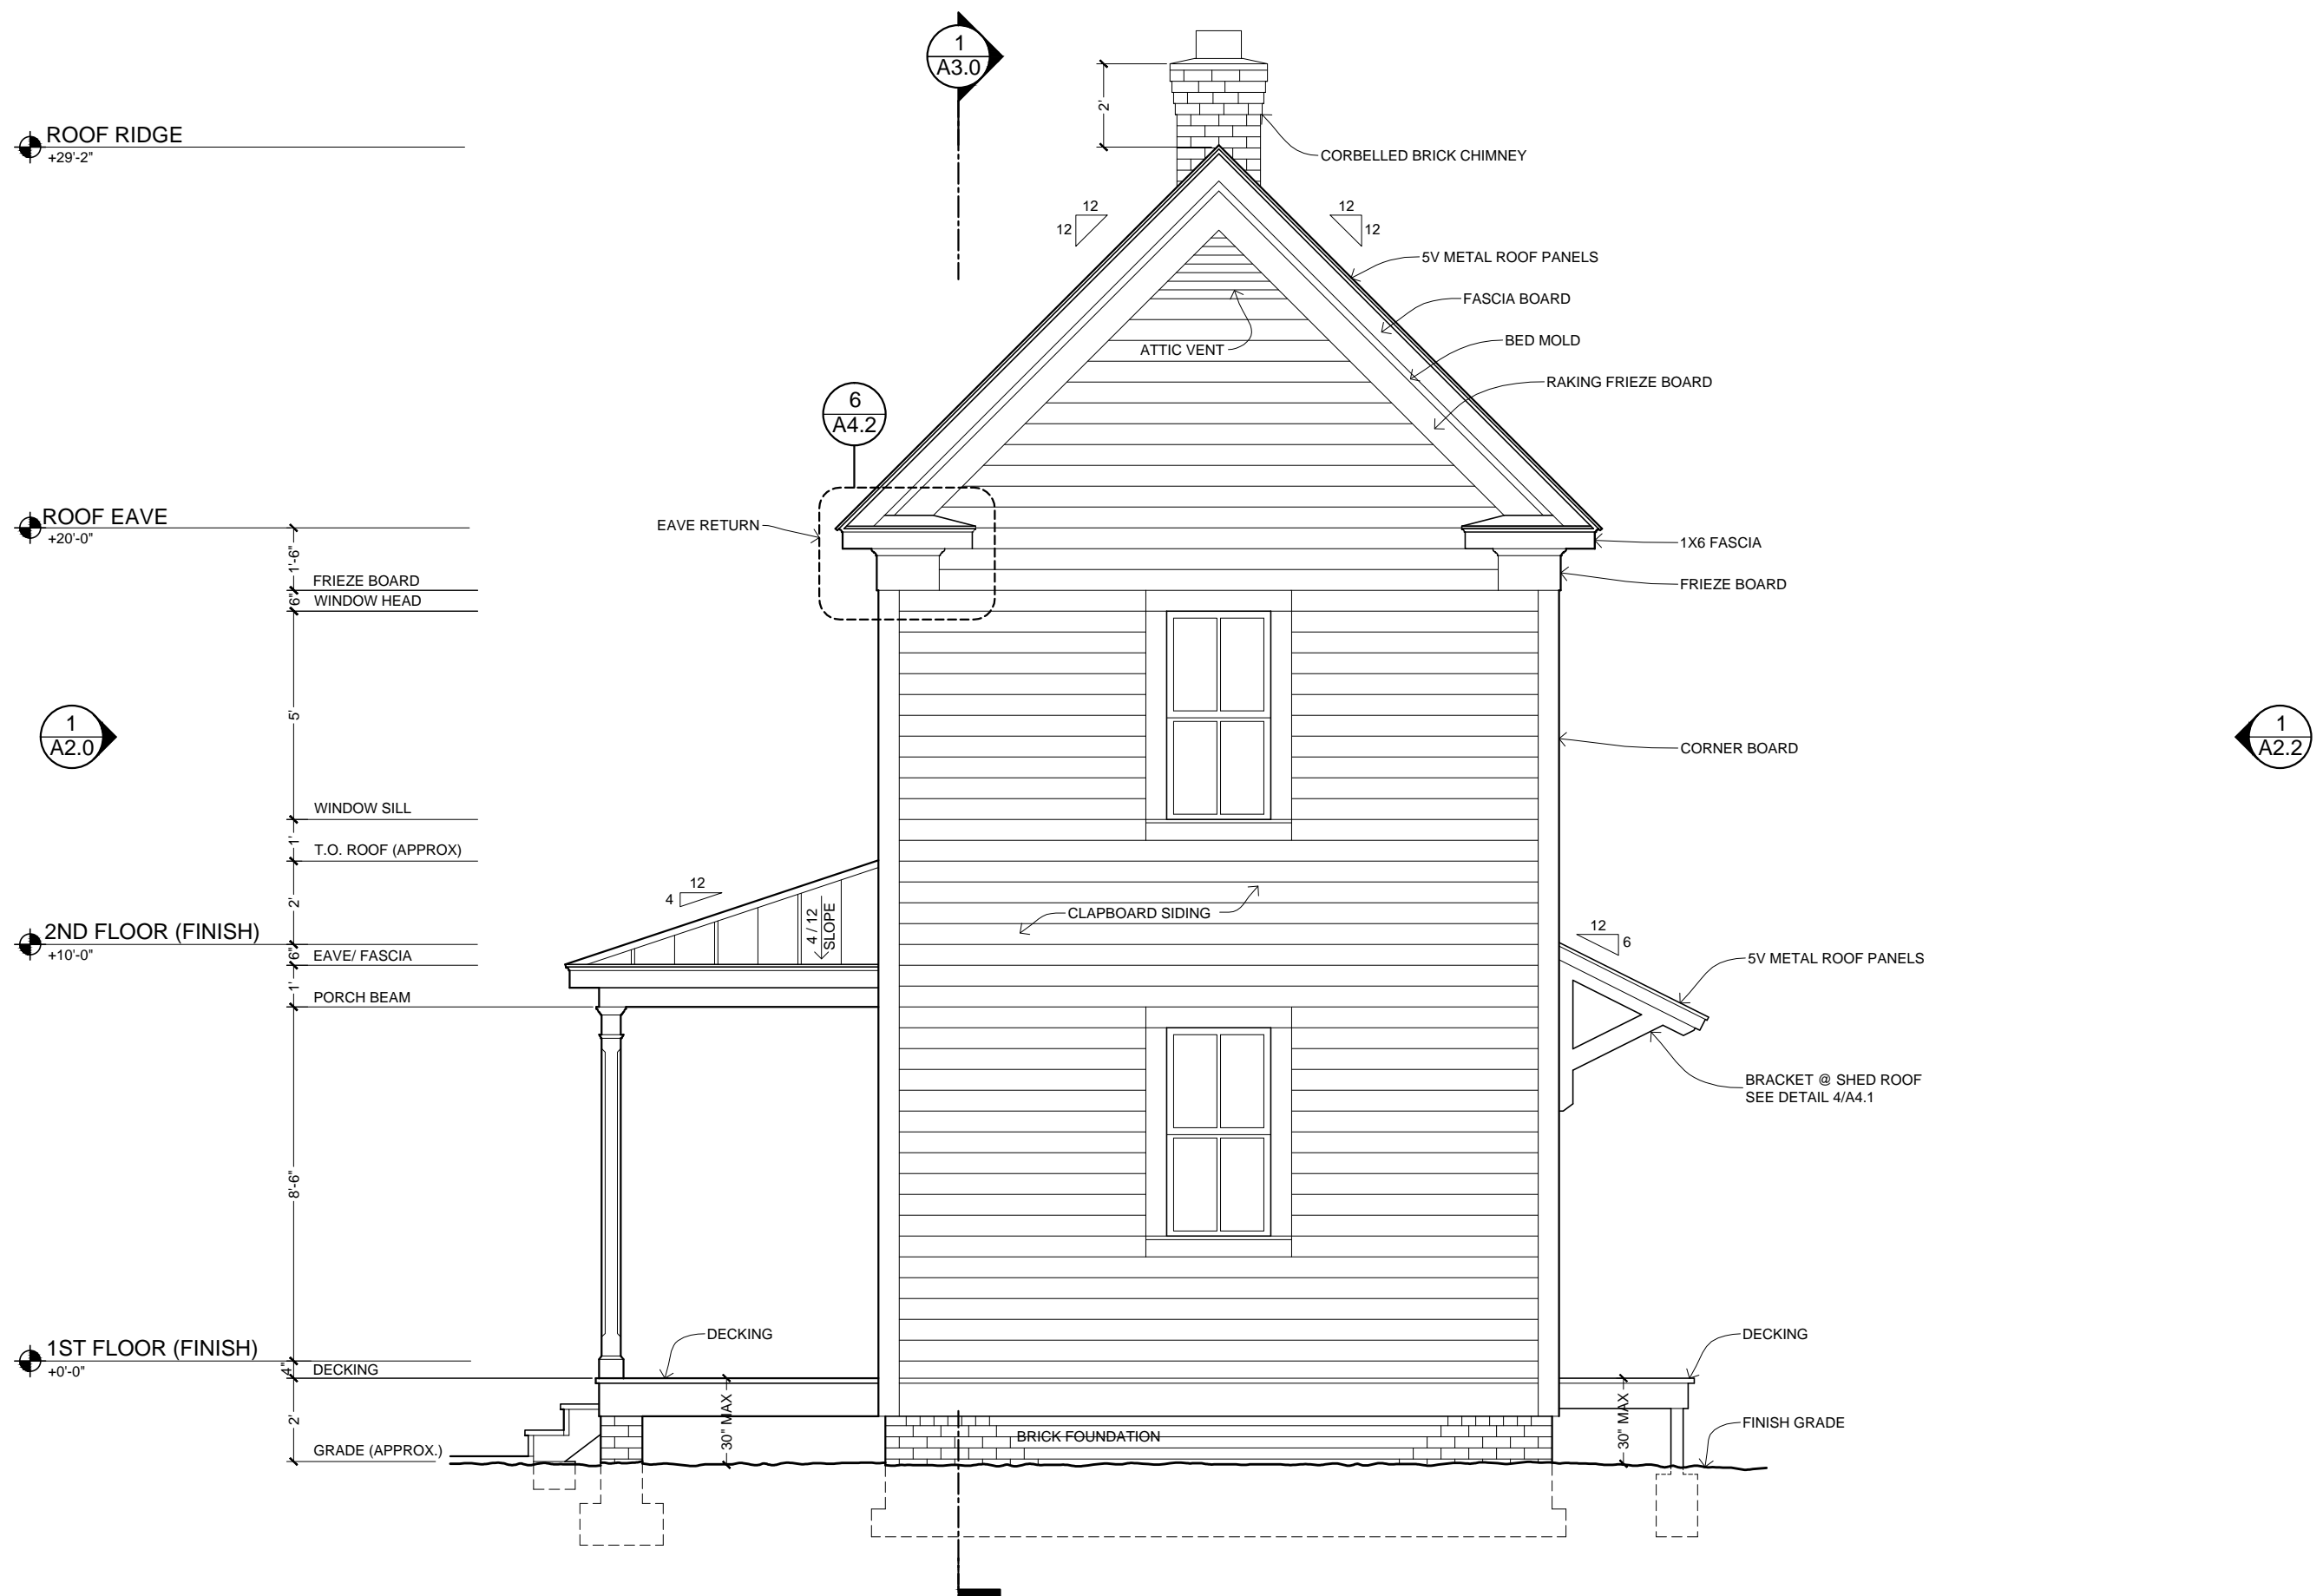 1
A3.0
2'
ROOF RIDGE
+29'-2"
CORBELLED BRICK CHIMNEY
12
12
12
12
5V METAL ROOF PANELS
FASCIA BOARD
BED MOLD
ATTIC VENT
RAKING FRIEZE BOARD
6
A4.2
ROOF EAVE
+20'-0"
EAVE RETURN
1X6 FASCIA
1'-6"
FRIEZE BOARD
FRIEZE BOARD
6"
WINDOW HEAD
5'
1
A2.0
1
A2.2
CORNER BOARD
WINDOW SILL
1'
T.O. ROOF (APPROX)
12
4
2'
4 / 12
SLOPE
CLAPBOARD SIDING
2ND FLOOR (FINISH)
+10'-0"
12
6
6"
EAVE/ FASCIA
5V METAL ROOF PANELS
1'
PORCH BEAM
BRACKET @ SHED ROOF
SEE DETAIL 4/A4.1
8'-6"
DECKING
DECKING
1ST FLOOR (FINISH)
+0'-0"
4"
DECKING
2'
30" MAX
30" MAX
FINISH GRADE
BRICK FOUNDATION
GRADE (APPROX.)